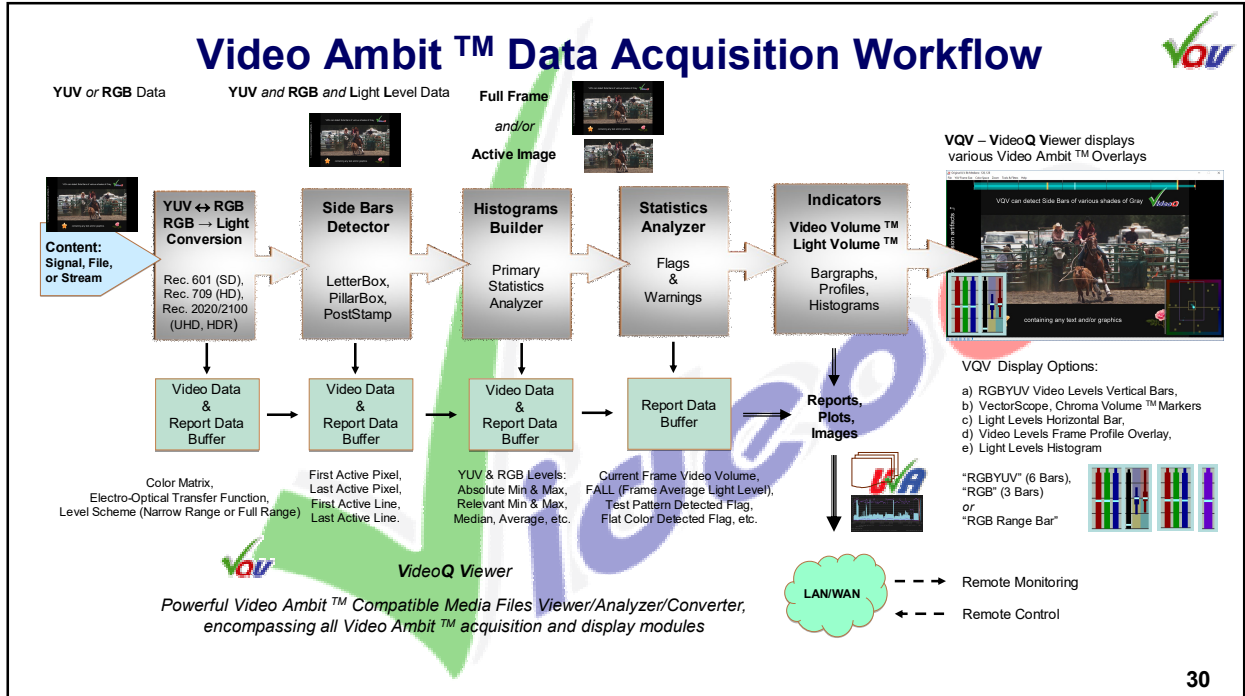 Video Ambit TM Data Acquisition Workflow
VQV
YUV or RGB Data
YUV and RGB and Light Level Data
Full Frame
and/or
Active Image
VQV – VideoQ Viewer displays
various Video Ambit TM Overlays
Content:
Signal, File,
or Stream
YUV ↔ RGB
RGB → Light
Conversion
Rec. 601 (SD),
Rec. 709 (HD),
Rec. 2020/2100
(UHD, HDR)
Side Bars
Detector
LetterBox,
PillarBox,
PostStamp
Histograms
Builder
Primary
Statistics
Analyzer
Statistics
Analyzer
Flags
&
Warnings
Indicators
Video Volume TM
Light Volume TM
Bargraphs,
Profiles,
Histograms
VQV can detect Side Bars of various shades of Gray
VideoQ
containing any text and/or graphics
Video Data
&
Report Data
Buffer
Video Data
&
Report Data
Buffer
Video Data
&
Report Data
Buffer
Report Data
Buffer
Reports,
Plots,
Images
Color Matrix,
Electro-Optical Transfer Function,
Level Scheme (Narrow Range or Full Range)
First Active Pixel,
Last Active Pixel,
First Active Line,
Last Active Line.
YUV & RGB Levels:
Absolute Min & Max,
Relevant Min & Max,
Median, Average, etc.
Current Frame Video Volume,
FALL (Frame Average Light Level),
Test Pattern Detected Flag,
Flat Color Detected Flag, etc.
VQV Display Options:
a) RGBYUV Video Levels Vertical Bars,
b) VectorScope, Chroma Volume TM Markers
c) Light Levels Horizontal Bar,
d) Video Levels Frame Profile Overlay,
e) Light Levels Histogram
"RGBYUV" (6 Bars),
"RGB" (3 Bars)
or
"RGB Range Bar"
VideoQ
VQV
VideoQ Viewer
Powerful Video Ambit TM Compatible Media Files Viewer/Analyzer/Converter,
encompassing all Video Ambit TM acquisition and display modules
LAN/WAN
Remote Monitoring
Remote Control
30